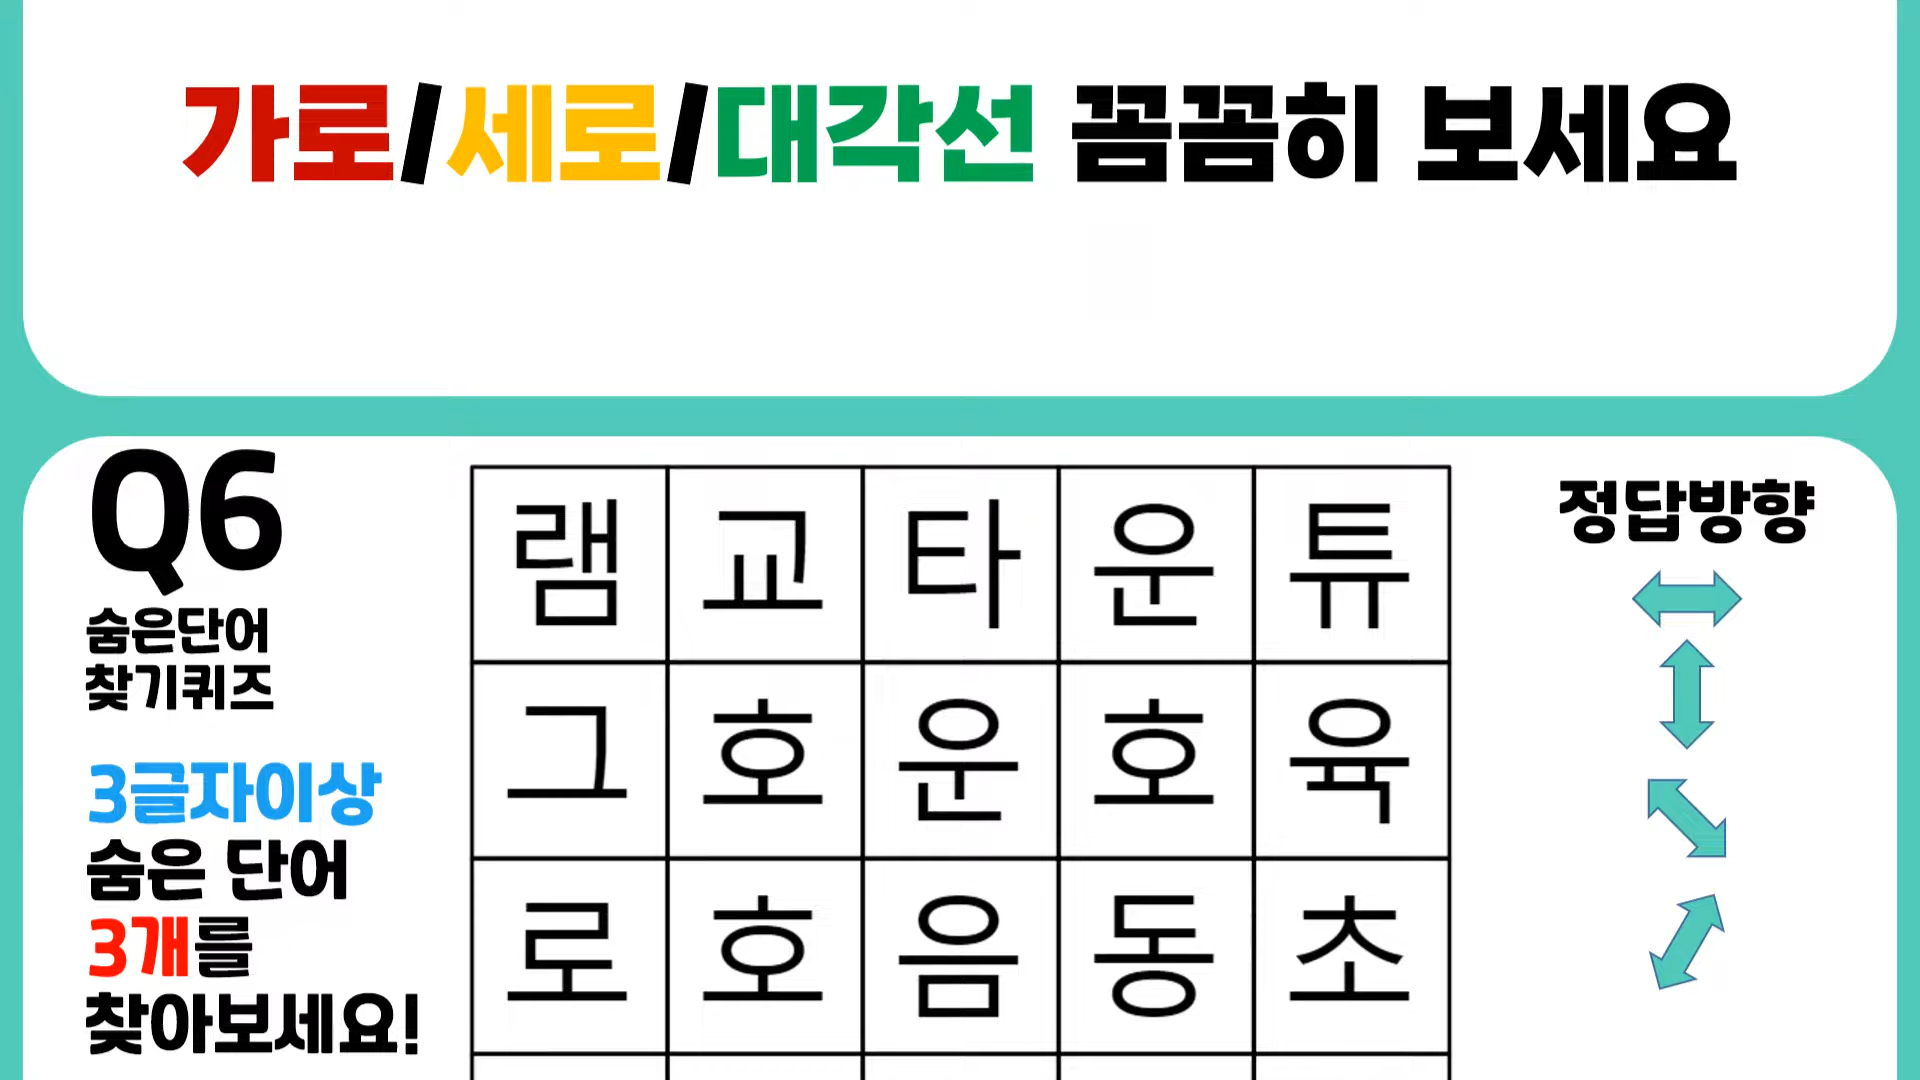 가로/세로/대각선 꼼꼼히 보세요
Q6
숨은단어
찾기퀴즈
3글자이상
숨은 단어
3개를
찾아보세요!
램 교 타 운 튜
그 호 운 호 육
로 호 음 동 초
정답방향